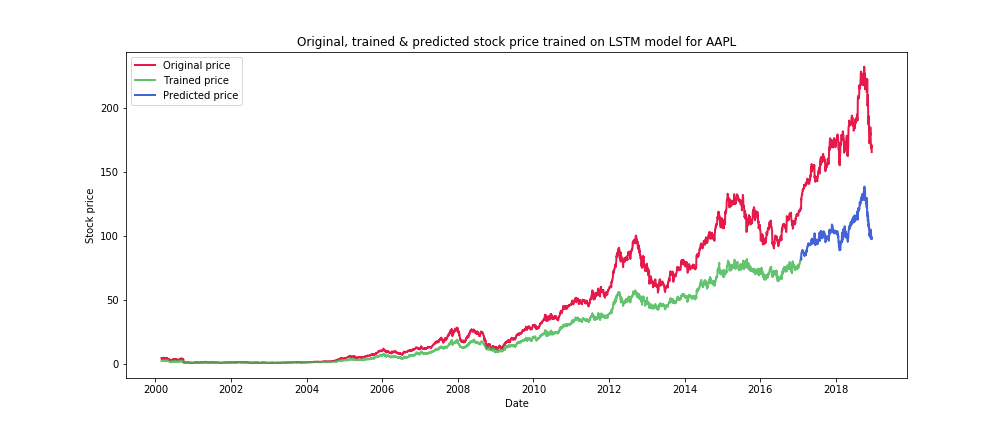 Original, trained & predicted stock price trained on LSTM model for AAPL
Original price
Trained price
Predicted price
Stock price
200
150
100
50
0
2000 2002 2004 2006 2008 2010 2012 2014 2016 2018
Date